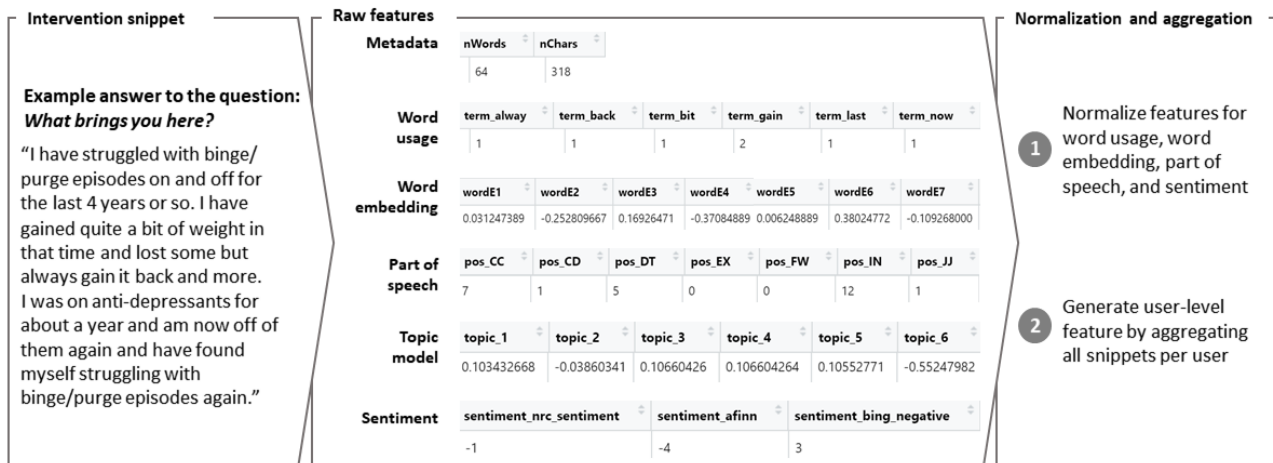 Intervention snippet
Example answer to the question:
What brings you here?
“I have struggled with binge/
purge episodes on and off for
the last 4 years or so. I have
gained quite a bit of weight in
that time and lost some but
always gain it back and more.
I was on anti-depressants for
about a year and am now off of
them again and have found
myself struggling with
binge/purge episodes again.”
Raw features
Metadata
nWords nChars
64 318
Word
usage
term_alway term_back term_bit term_gain term_last term_now
1 1 1 2 1 1
Word
embedding
wordE1 wordE2 wordE3 wordE4 wordE5 wordE6 wordE7
0.031247389 -0.252809667 0.16926471 -0.37084889 0.006248889 0.38024772 -0.109268000
Part of
speech
pos_CC pos_CD pos_DT pos_EX pos_FW pos_IN pos_JJ
7 1 5 0 0 12 1
Topic
model
topic_1 topic_2 topic_3 topic_4 topic_5 topic_6
0.103432668 -0.03860341 0.10660426 0.106604264 0.10552771 -0.55247982
Sentiment
sentiment_nrc_sentiment sentiment_afinn sentiment_bing_negative
-1 -4 3
Normalization and aggregation
1
Normalize features for
word usage, word
embedding, part of
speech, and sentiment
2
Generate user-level
feature by aggregating
all snippets per user